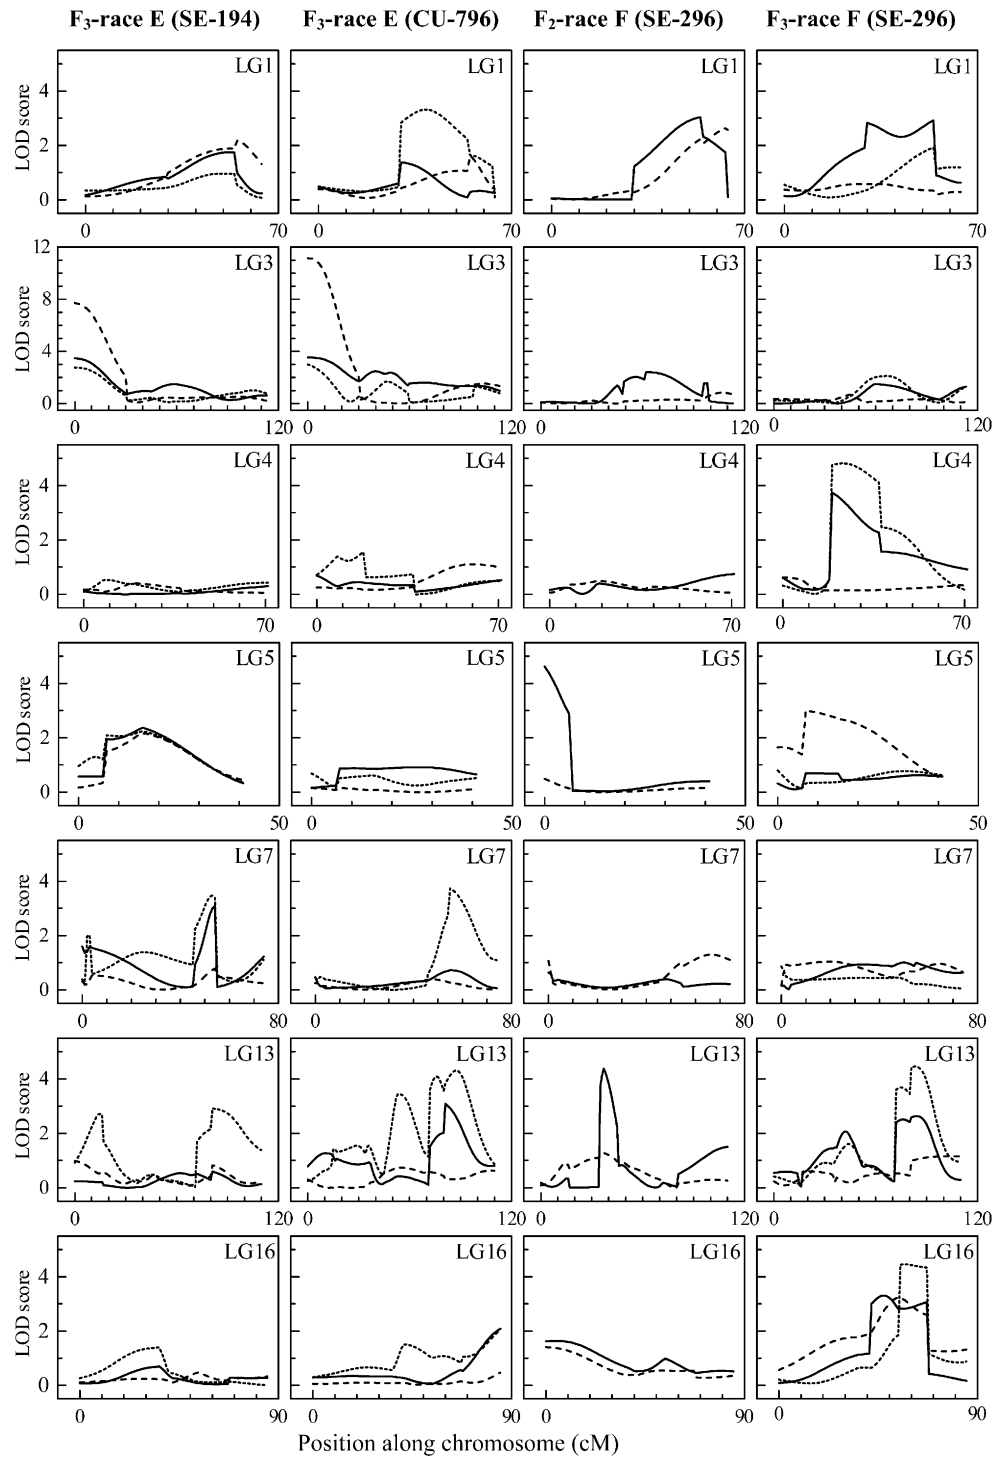 F3-race E (SE-194) F3-race E (CU-796) F2-race F (SE-296) F3-race F (SE-296)
LOD score 4 2 0 LG1 LG1 LG1 LG1
0 70 0 70 0 70 0 70
LOD score 12 8 4 0 LG3 LG3 LG3 LG3
0 120 0 120 0 120 0 120
LOD score 4 2 0 LG4 LG4 LG4 LG4
0 70 0 70 0 70 0 70
LOD score 4 2 0 LG5 LG5 LG5 LG5
0 50 0 50 0 50 0 50
LOD score 4 2 0 LG7 LG7 LG7 LG7
0 80 0 80 0 80 0 80
LOD score 4 2 0 LG13 LG13 LG13 LG13
0 120 0 120 0 120 0 120
LOD score 4 2 0 LG16 LG16 LG16 LG16
0 90 0 90 0 90 0 90
Position along chromosome (cM)